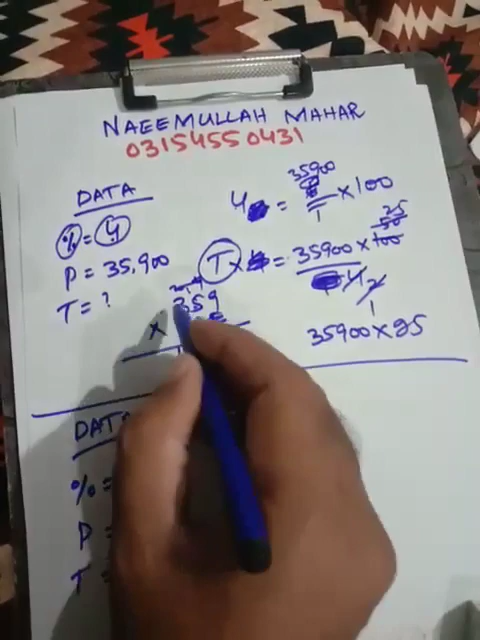 NAEEMULLAH MAHAR
03154550431
DATA
% = 4
P = 35,900
T = ?
4 = 35900 / T × 100
T × = 35900 × 100 25
35900 × 25
359
×
DATA
% =
P =
T =